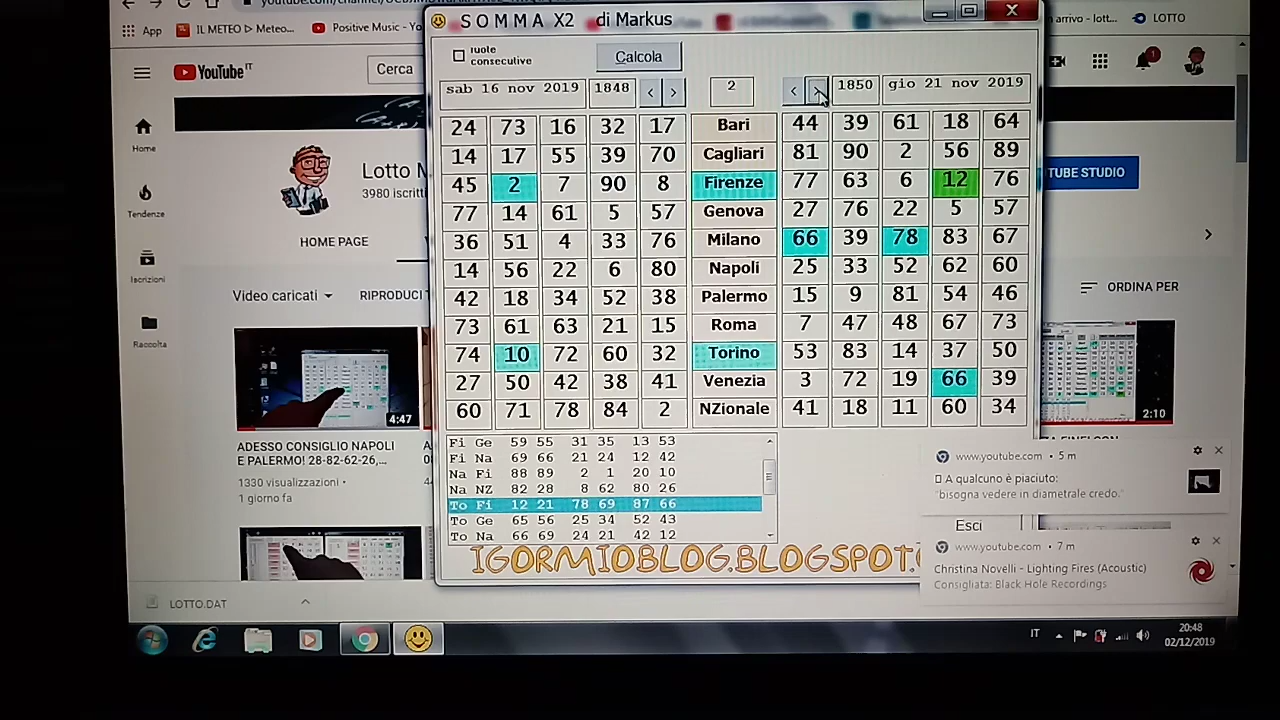 youtube.com/channel/
App
IL METEO ▷ Meteo...
Positive Music - Yo
n arrivo - lott...
LOTTO
YouTube IT
Cerca
Home
Tendenze
Iscrizioni
Raccolta
Lotto
3980 iscritti
HOME PAGE
TUBE STUDIO
Video caricati
RIPRODUCI
ORDINA PER
4:47
ADESSO CONSIGLIO NAPOLI
E PALERMO! 28-82-62-26,...
1330 visualizzazioni •
1 giorno fa
2:10
SOMMA X2 di Markus
ruote
consecutive
Calcola
sab 16 nov 2019 1848 < > 2 < > 1850 gio 21 nov 2019
24 73 16 32 17 Bari 44 39 61 18 64
14 17 55 39 70 Cagliari 81 90 2 56 89
45 2 7 90 8 Firenze 77 63 6 12 76
77 14 61 5 57 Genova 27 76 22 5 57
36 51 4 33 76 Milano 66 39 78 83 67
14 56 22 6 80 Napoli 25 33 52 62 60
42 18 34 52 38 Palermo 15 9 81 54 46
73 61 63 21 15 Roma 7 47 48 67 73
74 10 72 60 32 Torino 53 83 14 37 50
27 50 42 38 41 Venezia 3 72 19 66 39
60 71 78 84 2 NZionale 41 18 11 60 34
Fi Ge 59 55 31 35 13 53
Fi Na 69 66 21 24 12 42
Na Fi 88 89 2 1 20 10
Na NZ 82 28 8 62 80 26
To Fi 12 21 78 69 87 66
To Ge 65 56 25 34 52 43
To Na 66 69 24 21 42 12
IGORMIOBLOG.BLOGSPOT.
Esci
www.youtube.com • 5 m
A qualcuno è piaciuto:
"bisogna vedere in diametrale credo."
www.youtube.com • 7 m
Christina Novelli - Lighting Fires (Acoustic)
Consigliata: Black Hole Recordings
LOTTO.DAT
IT
20:48
02/12/2019